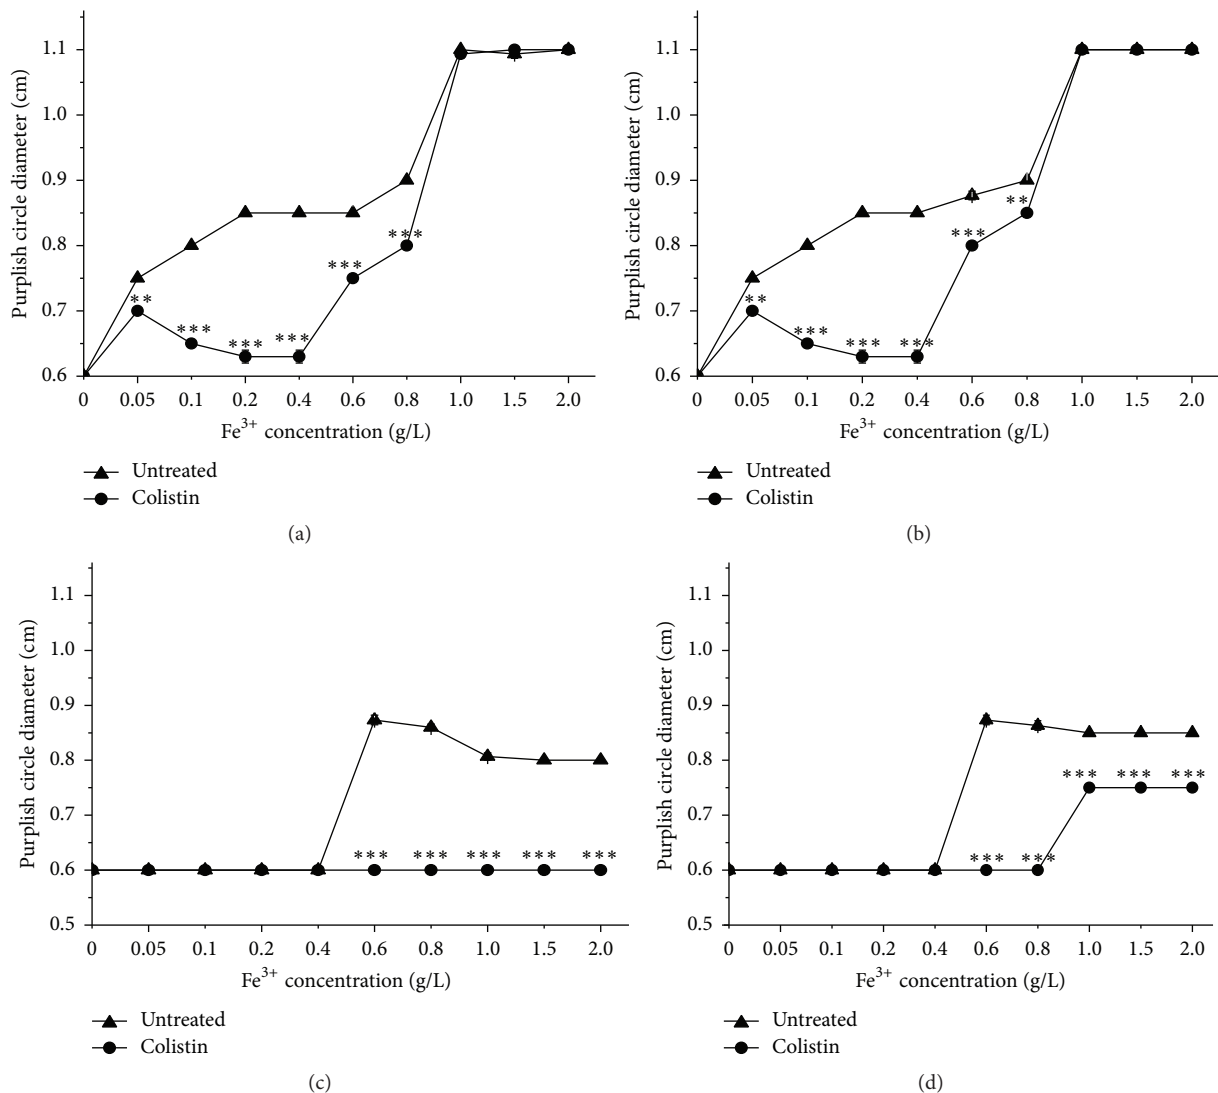 1.1
1.0
0.9
0.8
0.7
0.6
Purplish circle diameter (cm)
** *** *** *** *** ***
0 0.05 0.1 0.2 0.4 0.6 0.8 1.0 1.5 2.0
Fe³⁺ concentration (g/L)
Untreated
Colistin
(a)
1.1
1.0
0.9
0.8
0.7
0.6
Purplish circle diameter (cm)
** *** *** *** *** **
0 0.05 0.1 0.2 0.4 0.6 0.8 1.0 1.5 2.0
Fe³⁺ concentration (g/L)
Untreated
Colistin
(b)
1.1
1.0
0.9
0.8
0.7
0.6
0.5
Purplish circle diameter (cm)
*** *** *** *** ***
0 0.05 0.1 0.2 0.4 0.6 0.8 1.0 1.5 2.0
Fe³⁺ concentration (g/L)
Untreated
Colistin
(c)
1.1
1.0
0.9
0.8
0.7
0.6
0.5
Purplish circle diameter (cm)
*** *** *** *** ***
0 0.05 0.1 0.2 0.4 0.6 0.8 1.0 1.5 2.0
Fe³⁺ concentration (g/L)
Untreated
Colistin
(d)